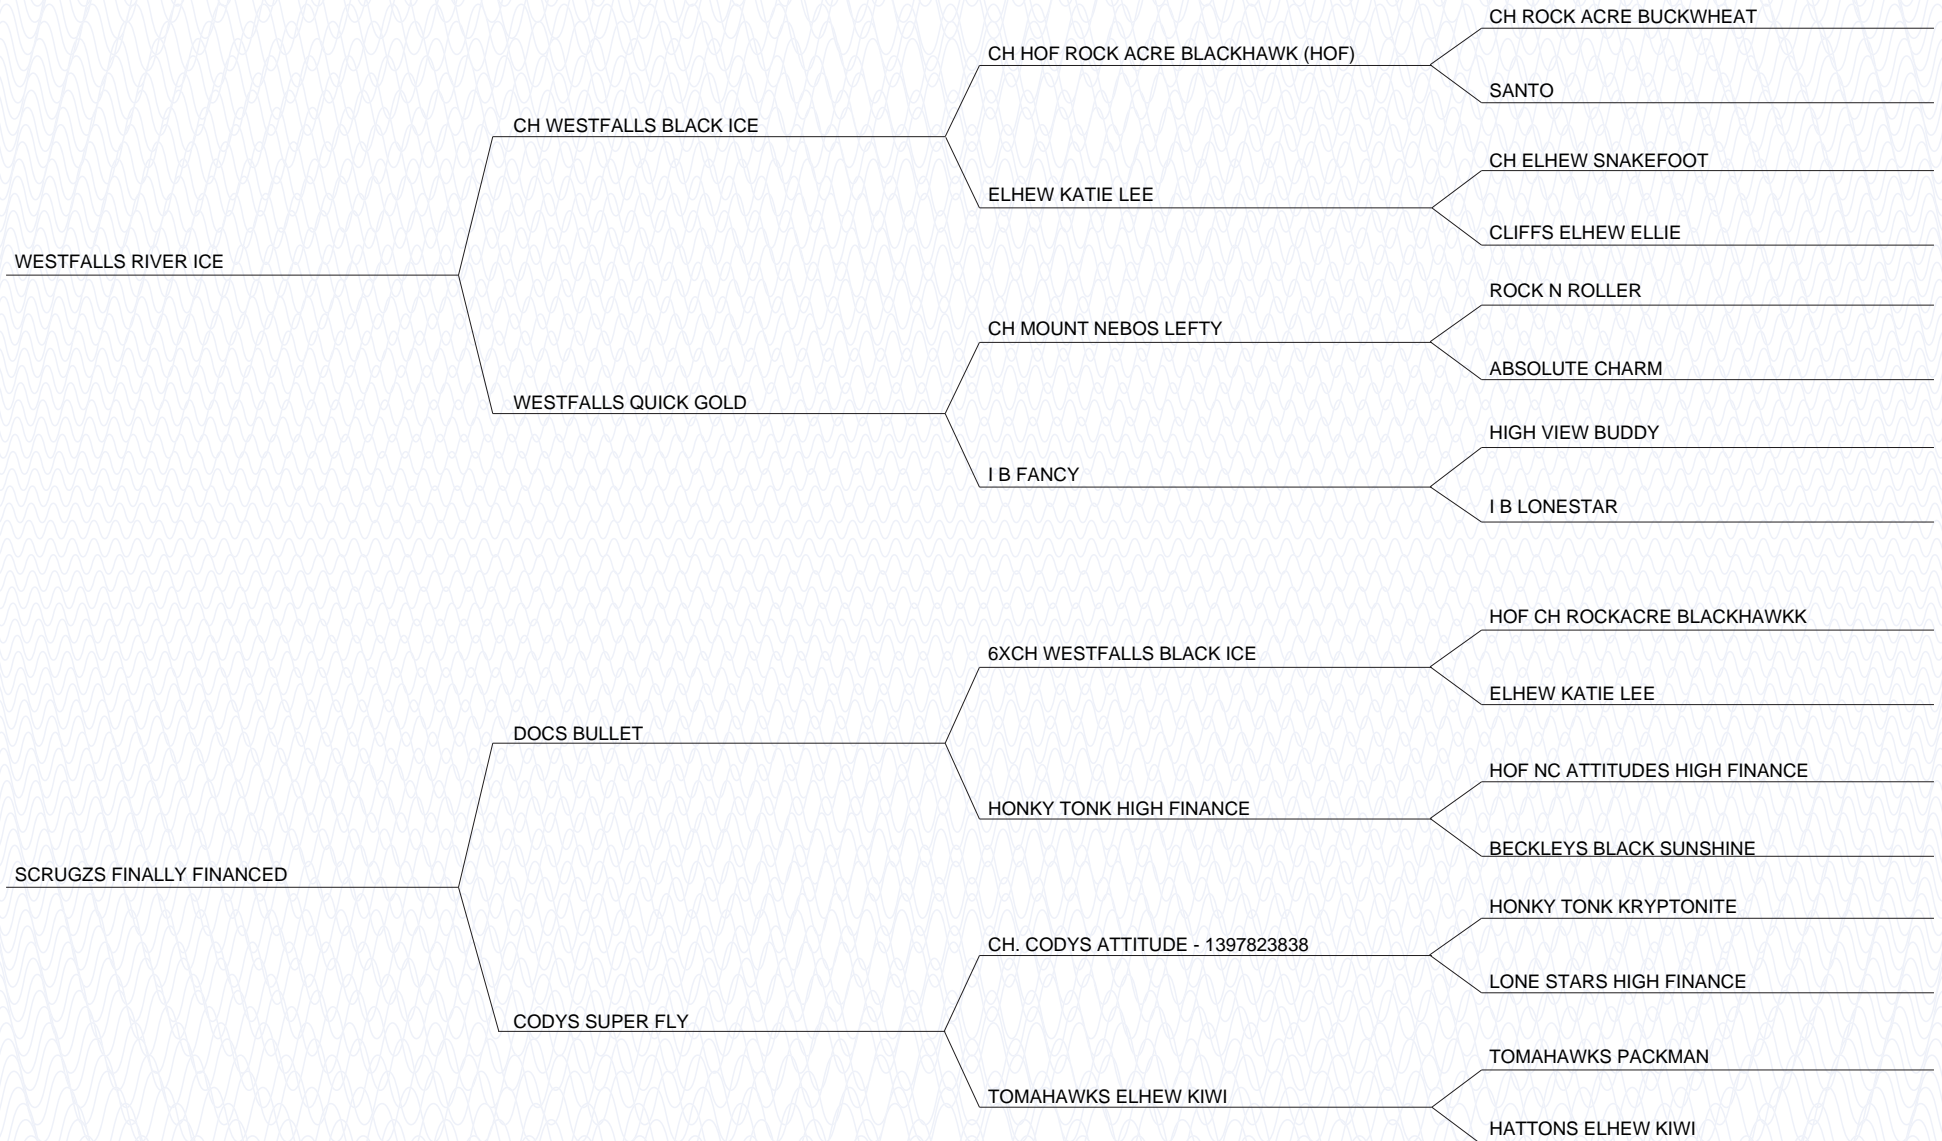 CH ROCK ACRE BUCKWHEAT
CH HOF ROCK ACRE BLACKHAWK (HOF)
SANTO
CH WESTFALLS BLACK ICE
CH ELHEW SNAKEFOOT
ELHEW KATIE LEE
CLIFFS ELHEW ELLIE
WESTFALLS RIVER ICE
ROCK N ROLLER
CH MOUNT NEBOS LEFTY
ABSOLUTE CHARM
WESTFALLS QUICK GOLD
HIGH VIEW BUDDY
I B FANCY
I B LONESTAR
HOF CH ROCKACRE BLACKHAWKK
6XCH WESTFALLS BLACK ICE
ELHEW KATIE LEE
DOCS BULLET
HOF NC ATTITUDES HIGH FINANCE
HONKY TONK HIGH FINANCE
BECKLEYS BLACK SUNSHINE
SCRUGZS FINALLY FINANCED
HONKY TONK KRYPTONITE
CH. CODYS ATTITUDE - 1397823838
LONE STARS HIGH FINANCE
CODYS SUPER FLY
TOMAHAWKS PACKMAN
TOMAHAWKS ELHEW KIWI
HATTONS ELHEW KIWI